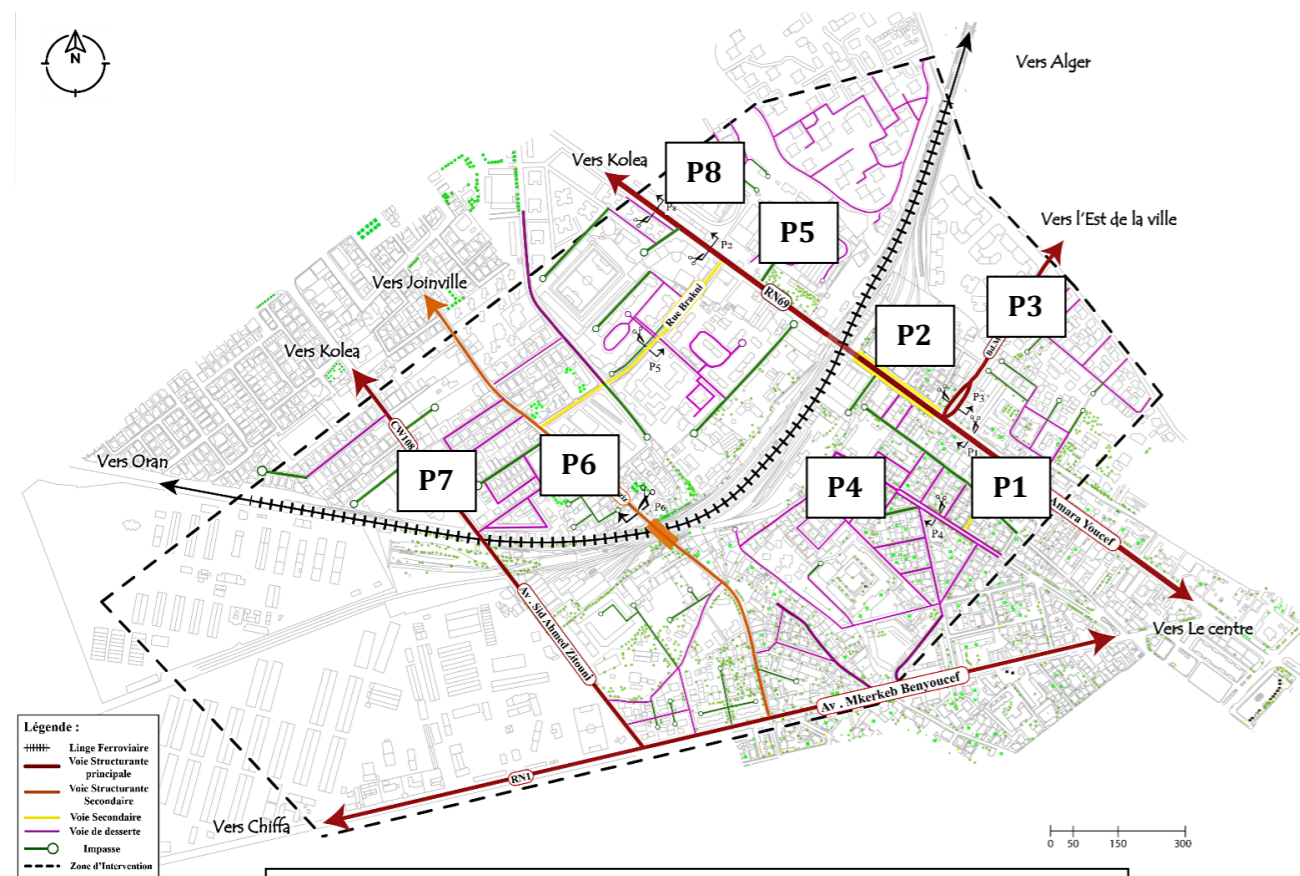 N
Vers Alger
Vers Kolea
P8
P8
P5
P2
Vers l'Est de la ville
Vers Joinville
Rue Brakni
RN69
P3
P2
Vers Kolea
P5
P3
CW108
P1
Vers Oran
P7
P6
P4
P1
P6
P4
Amara Youcef
Av . Sid Ahmed Zitouni
Vers Le centre
Av . Mkerkeb Benyoucef
RN1
Vers Chiffa
Légende :
Linge Ferroviaire
Voie Structurante
principale
Voie Structurante
Secondaire
Voie Secondaire
Voie de desserte
Impasse
Zone d'Intervention
0 50 150 300